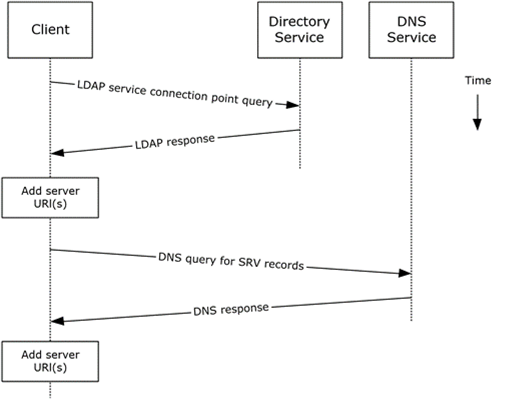 Client
Directory
Service
DNS
Service
Time
LDAP service connection point query
LDAP response
Add server
URI(s)
DNS query for SRV records
DNS response
Add server
URI(s)